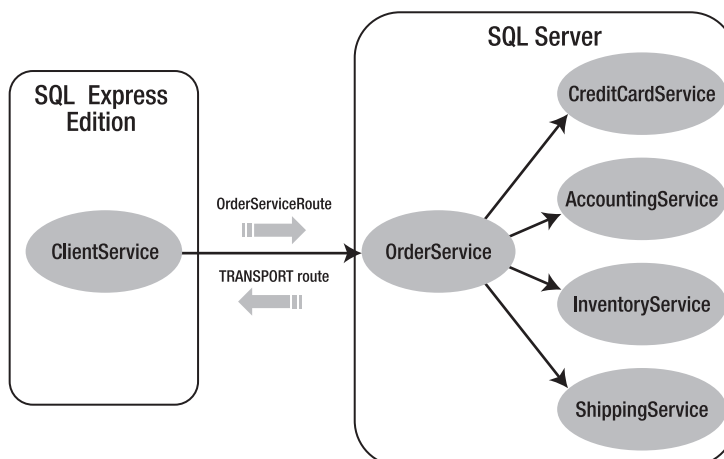 SQL Express
Edition
ClientService
OrderServiceRoute
TRANSPORT route
SQL Server
OrderService
CreditCardService
AccountingService
InventoryService
ShippingService